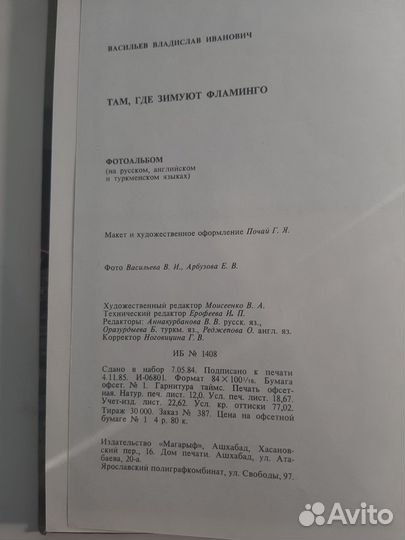 ВАСИЛЬЕВ ВЛАДИСЛАВ ИВАНОВИЧ
ТАМ, ГДЕ ЗИМУЮТ ФЛАМИНГО
ФОТОАЛЬБОМ
(на русском, английском
и туркменском языках)
Макет и художественное оформление Почай Г. Я.
Фото Васильева В. И., Арбузова Е. В.
Художественный редактор Моисеенко В. А.
Технический редактор Ерофеева И. П.
Редакторы: Аннакурбанова В. В. русск. яз.,
Оразурдыева Б. туркм. яз., Реджепова О. англ. яз.
Корректор Ноговицина Г. В.
ИБ № 1408
Сдано в набор 7.05.84. Подписано к печати
4.11.85. И-06801. Формат 84 × 100¹/₁₆. Бумага
офсет. № 1. Гарнитура таймс. Печать офсет-
ная. Натур. печ. лист. 12,0. Усл. печ. лист. 18,67.
Учет-изд. лист. 22,62. Усл. кр. оттиски 77,02.
Тираж 30 000. Заказ № 387. Цена на офсетной
бумаге № 1 4 р. 80 к.
Издательство «Магарыф», Ашхабад, Хасанов-
ский пер., 16. Дом печати. Ашхабад, ул. Ата-
баева, 20-а.
Ярославский полиграфкомбинат, ул. Свободы, 97.
Avito